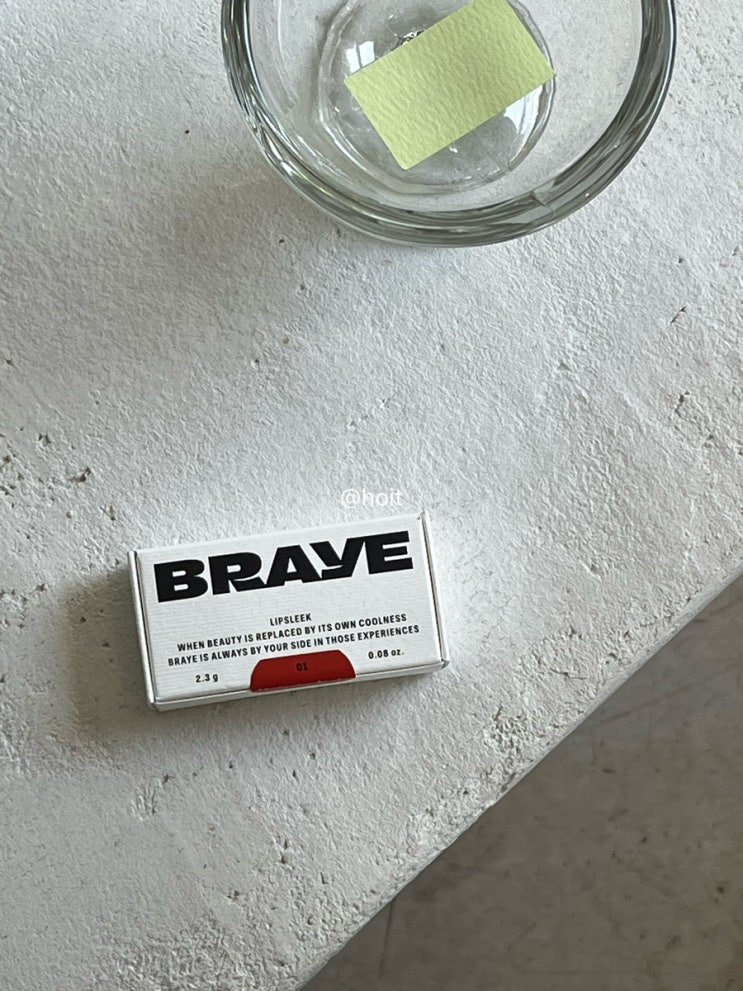 @hoit
BRAYE
LIPSLEEK
WHEN BEAUTY IS REPLACED BY ITS OWN COOLNESS
BRAYE IS ALWAYS BY YOUR SIDE IN THOSE EXPERIENCES
2.3 g 01 0.08 oz.